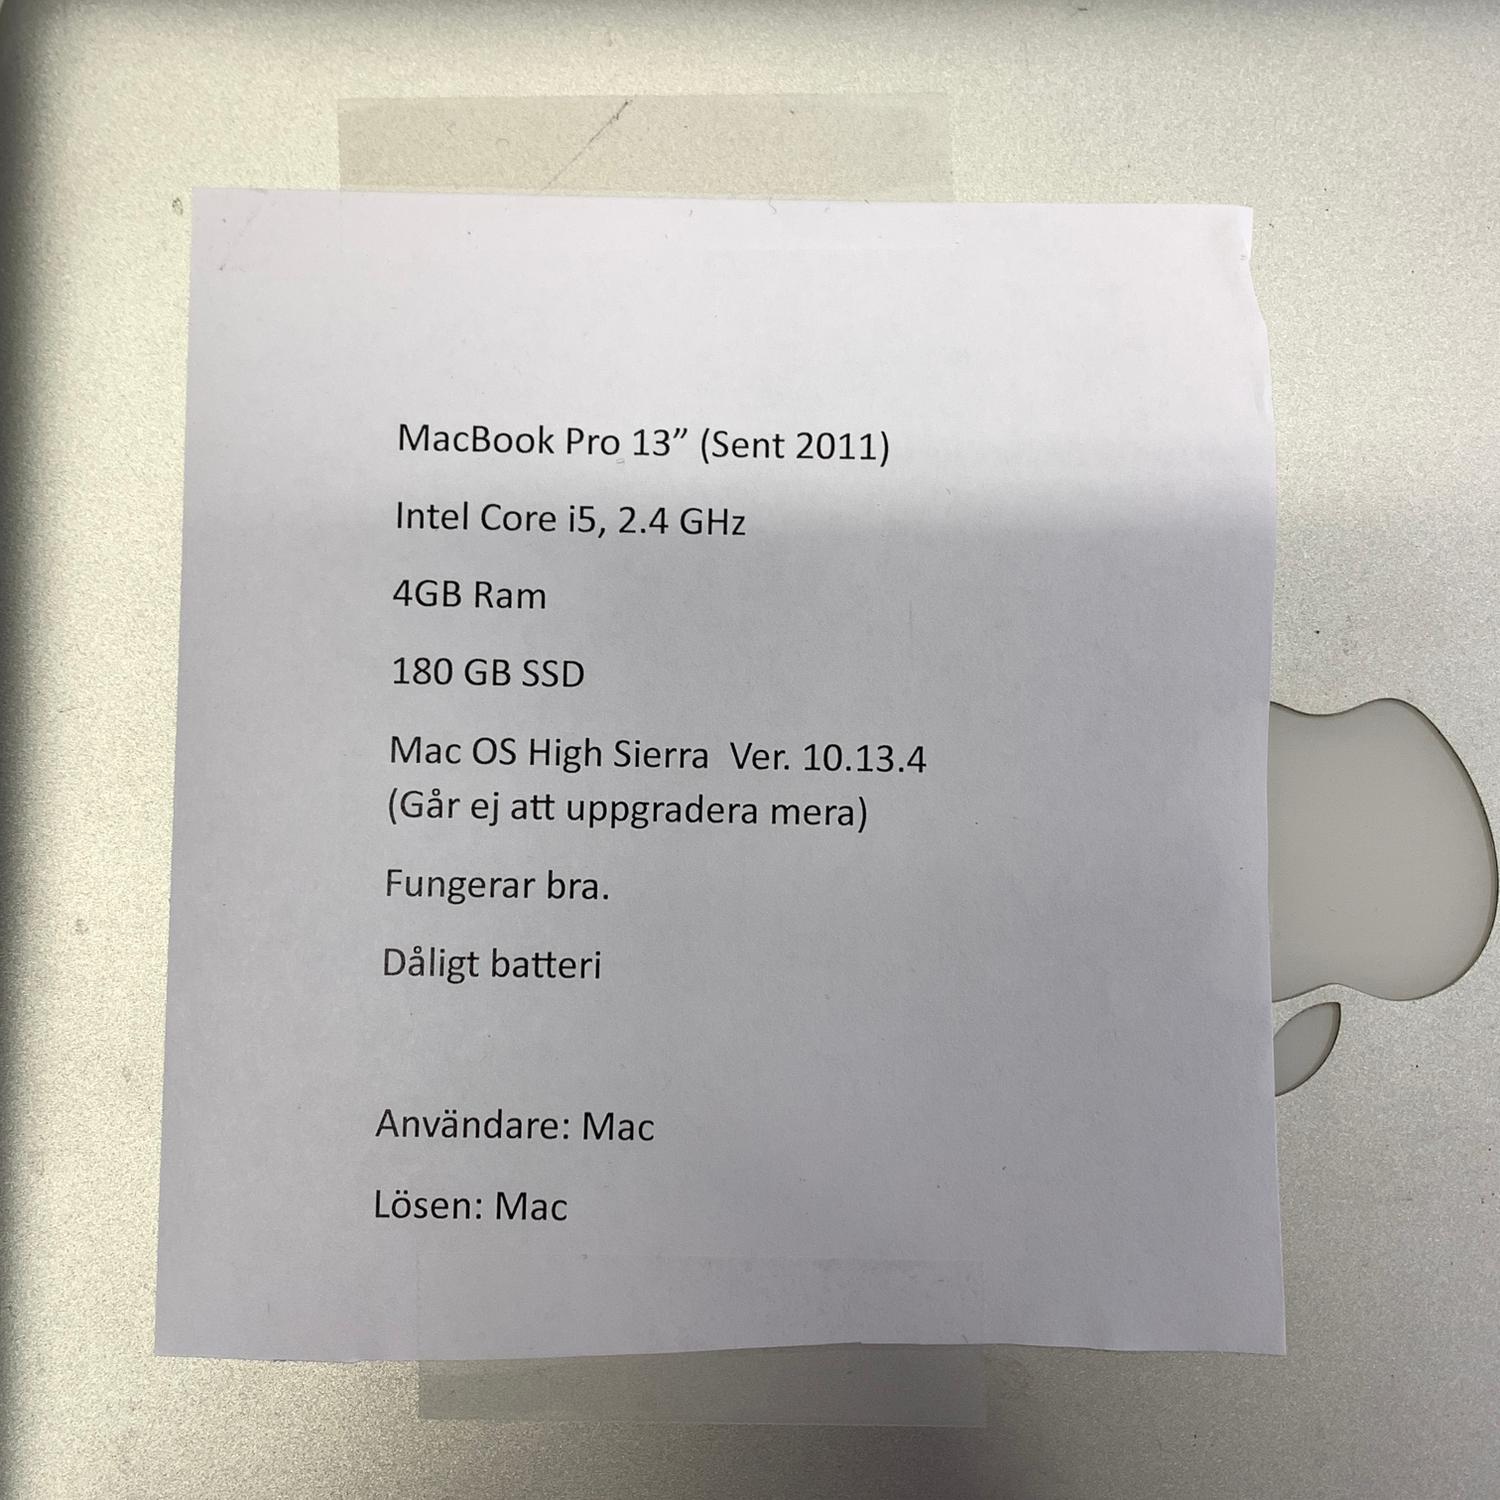 MacBook Pro 13” (Sent 2011)
Intel Core i5, 2.4 GHz
4GB Ram
180 GB SSD
Mac OS High Sierra  Ver. 10.13.4
(Går ej att uppgradera mera)
Fungerar bra.
Dåligt batteri
Användare: Mac
Lösen: Mac